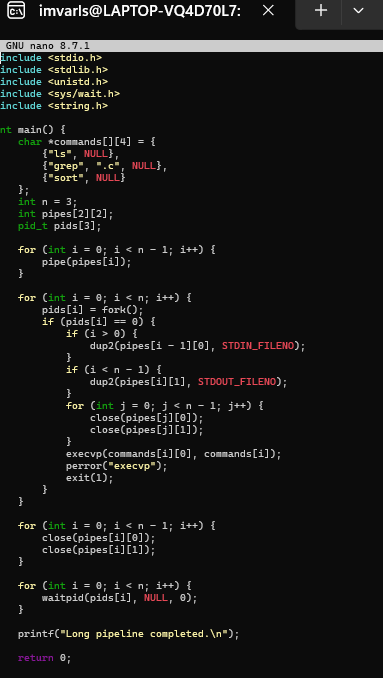 imvarls@LAPTOP-VQ4D70L7:
GNU nano 8.7.1
include <stdio.h>
include <stdlib.h>
include <unistd.h>
include <sys/wait.h>
include <string.h>
nt main() {
char *commands[][4] = {
{"ls", NULL},
{"grep", ".c", NULL},
{"sort", NULL}
};
int n = 3;
int pipes[2][2];
pid_t pids[3];
for (int i = 0; i < n - 1; i++) {
pipe(pipes[i]);
}
for (int i = 0; i < n; i++) {
pids[i] = fork();
if (pids[i] == 0) {
if (i > 0) {
dup2(pipes[i - 1][0], STDIN_FILENO);
}
if (i < n - 1) {
dup2(pipes[i][1], STDOUT_FILENO);
}
for (int j = 0; j < n - 1; j++) {
close(pipes[j][0]);
close(pipes[j][1]);
}
execvp(commands[i][0], commands[i]);
perror("execvp");
exit(1);
}
}
for (int i = 0; i < n - 1; i++) {
close(pipes[i][0]);
close(pipes[i][1]);
}
for (int i = 0; i < n; i++) {
waitpid(pids[i], NULL, 0);
}
printf("Long pipeline completed.\n");
return 0;